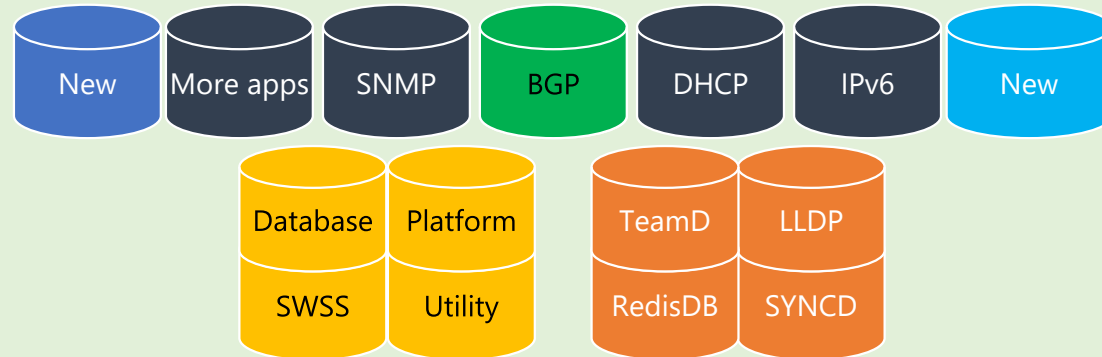 New
More apps
SNMP
BGP
DHCP
IPv6
New
Database
Platform
TeamD
LLDP
SWSS
Utility
RedisDB
SYNCD